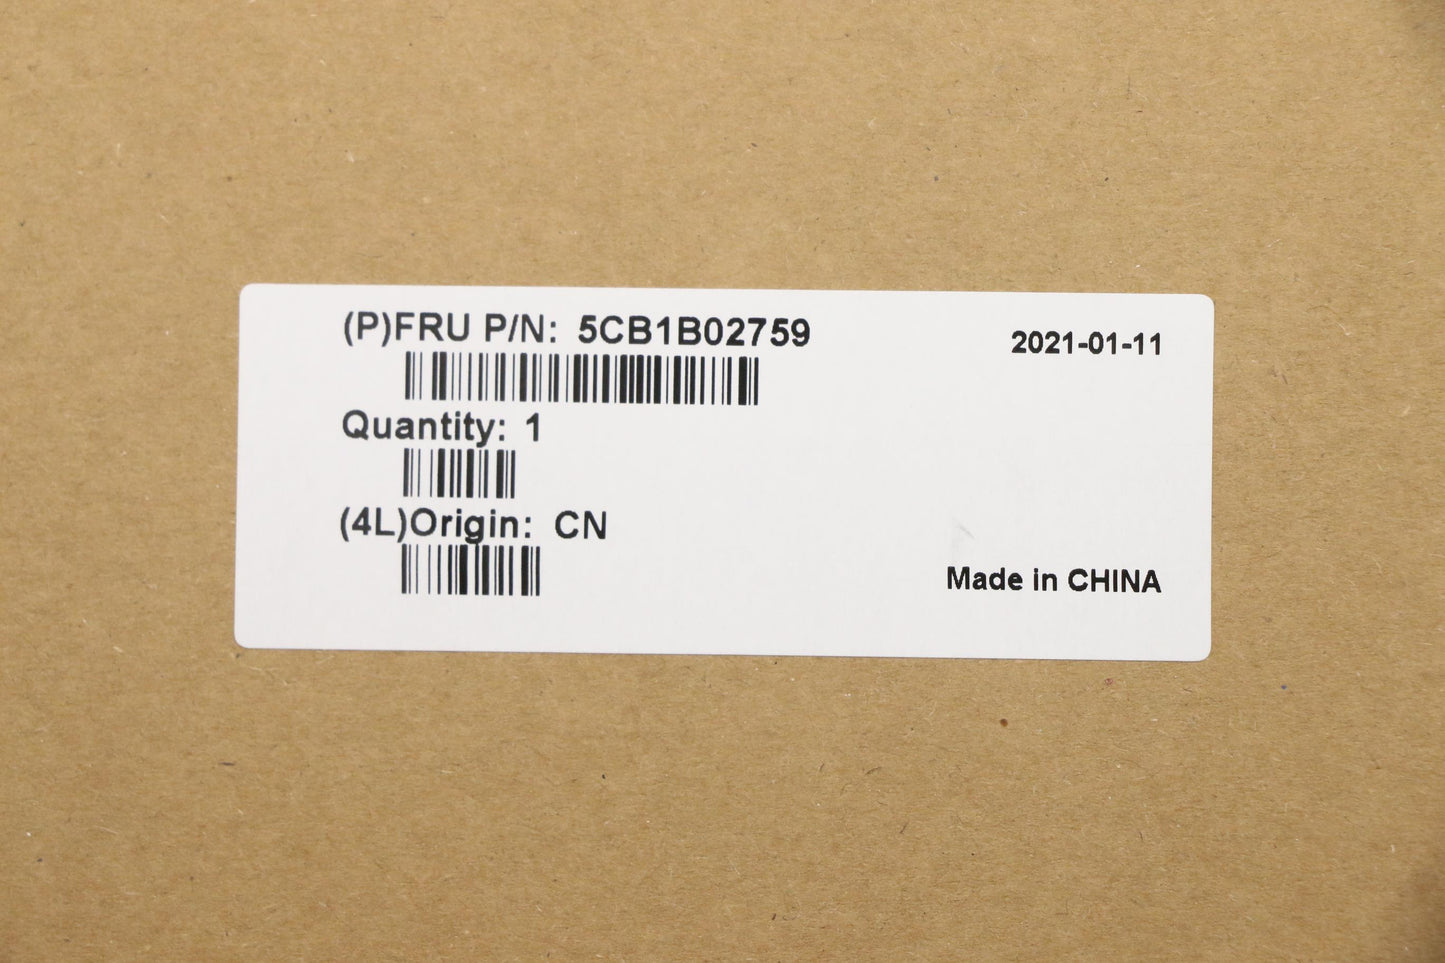 (P)FRU P/N: 5CB1B02759
2021-01-11
Quantity: 1
(4L)Origin: CN
Made in CHINA